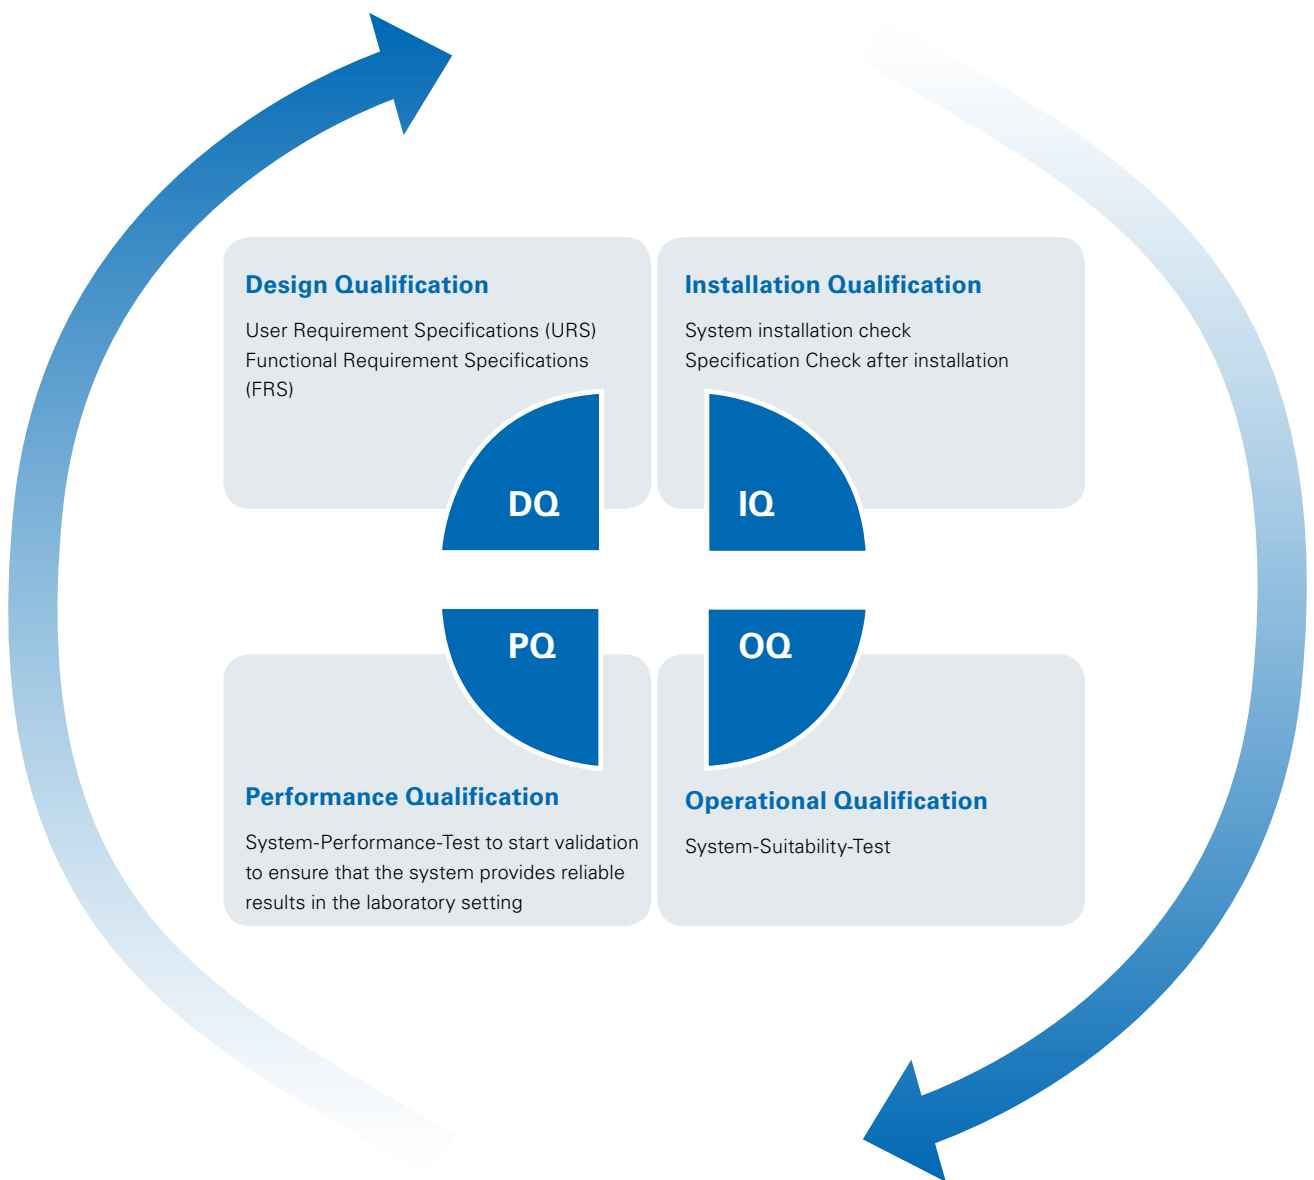 Design Qualification
User Requirement Specifications (URS)
Functional Requirement Specifications
(FRS)
DQ
Installation Qualification
System installation check
Specification Check after installation
IQ
PQ
Performance Qualification
System-Performance-Test to start validation
to ensure that the system provides reliable
results in the laboratory setting
OQ
Operational Qualification
System-Suitability-Test